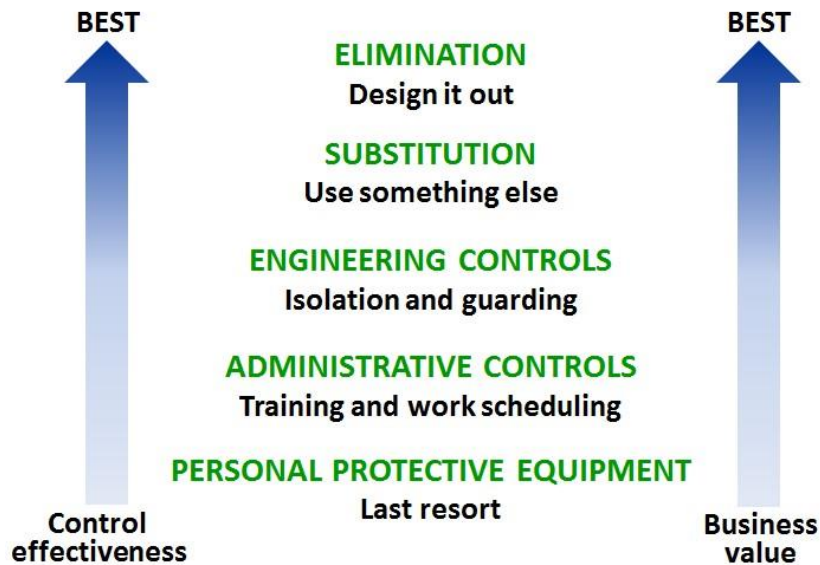 BEST
BEST
ELIMINATION
Design it out
SUBSTITUTION
Use something else
ENGINEERING CONTROLS
Isolation and guarding
ADMINISTRATIVE CONTROLS
Training and work scheduling
PERSONAL PROTECTIVE EQUIPMENT
Last resort
Control
effectiveness
Business
value